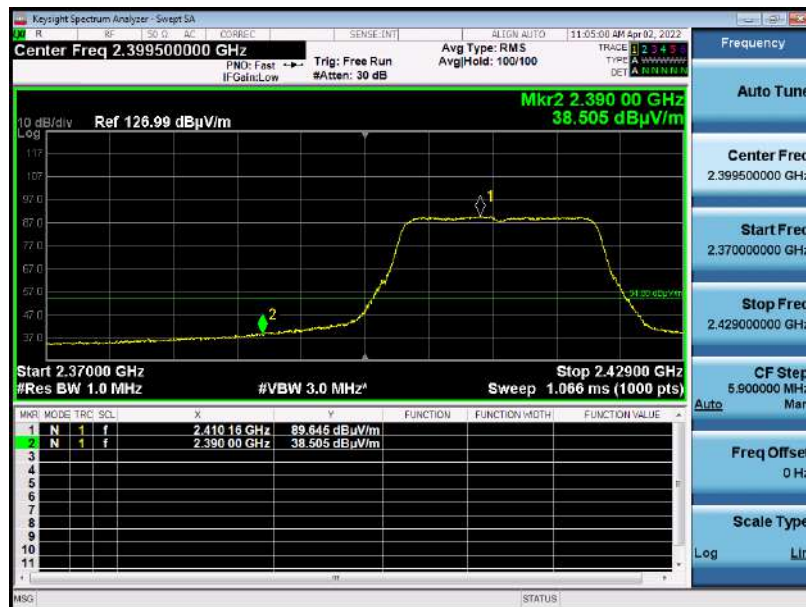 Keysight Spectrum Analyzer - Swept SA
R RF 50 Ω AC CORREC SENSE:INT ALIGN AUTO 11:05:00 AM Apr 02, 2022
Center Freq 2.399500000 GHz
PNO: Fast
IFGain:Low
Trig: Free Run
#Atten: 30 dB
Avg Type: RMS
Avg|Hold: 100/100
TRACE 1 2 3 4 5 6
TYPE A W W W W W
DET A N N N N N
Mkr2 2.390 00 GHz
38.505 dBµV/m
10 dB/div Ref 126.99 dBµV/m
Log
117
107
97.0
87.0
77.0
67.0
57.0
47.0
37.0
1
2
Start 2.37000 GHz Stop 2.42900 GHz
#Res BW 1.0 MHz #VBW 3.0 MHz* Sweep 1.066 ms (1000 pts)
MKR MODE TRC SCL X Y FUNCTION FUNCTION WIDTH FUNCTION VALUE
1 N 1 f 2.410 16 GHz 89.645 dBµV/m
2 N 1 f 2.390 00 GHz 38.505 dBµV/m
3
4
5
6
7
8
9
10
11
MSG STATUS
Frequency
Auto Tune
Center Freq
2.399500000 GHz
Start Freq
2.370000000 GHz
Stop Freq
2.429000000 GHz
CF Step
5.900000 MHz
Auto Man
Freq Offset
0 Hz
Scale Type
Log Lin